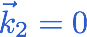 $\vec{k}_2 = 0$